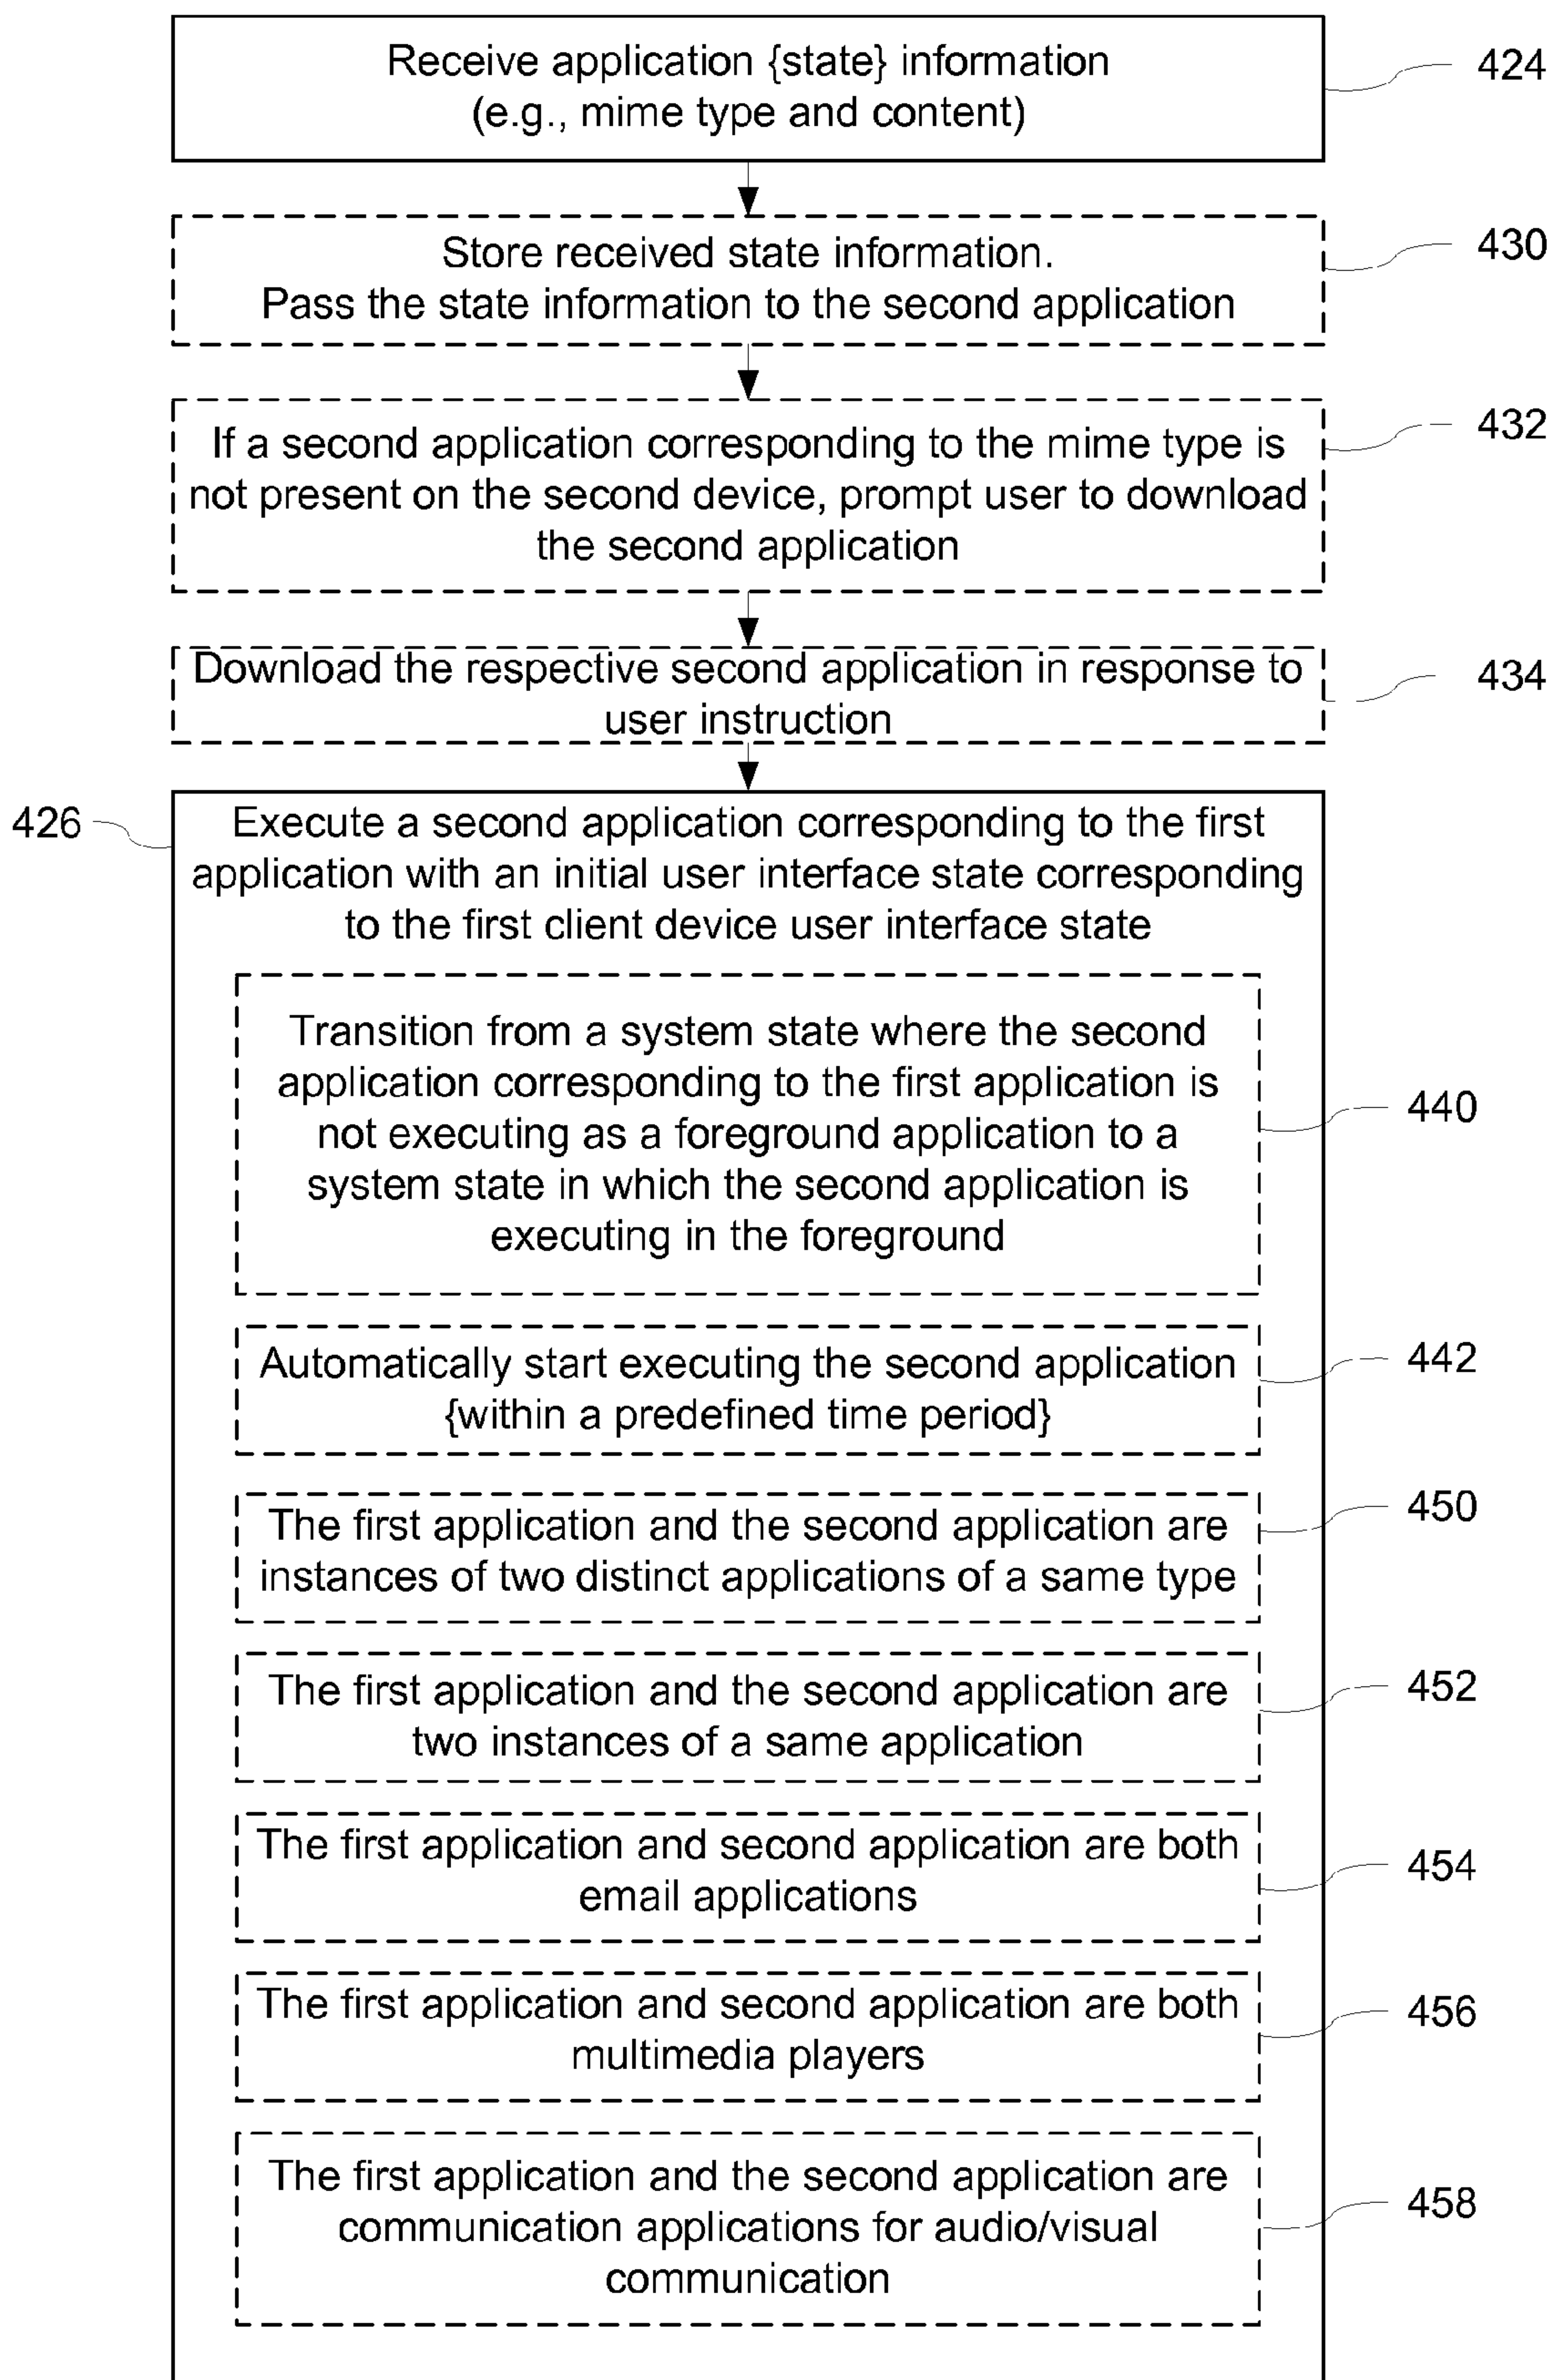 Receive application {state} information
(e.g., mime type and content)
424
Store received state information.
Pass the state information to the second application
430
If a second application corresponding to the mime type is
not present on the second device, prompt user to download
the second application
432
Download the respective second application in response to
user instruction
434
426
Execute a second application corresponding to the first
application with an initial user interface state corresponding
to the first client device user interface state
Transition from a system state where the second
application corresponding to the first application is
not executing as a foreground application to a
system state in which the second application is
executing in the foreground
440
Automatically start executing the second application
{within a predefined time period}
442
The first application and the second application are
instances of two distinct applications of a same type
450
The first application and the second application are
two instances of a same application
452
The first application and second application are both
email applications
454
The first application and second application are both
multimedia players
456
The first application and the second application are
communication applications for audio/visual
communication
458